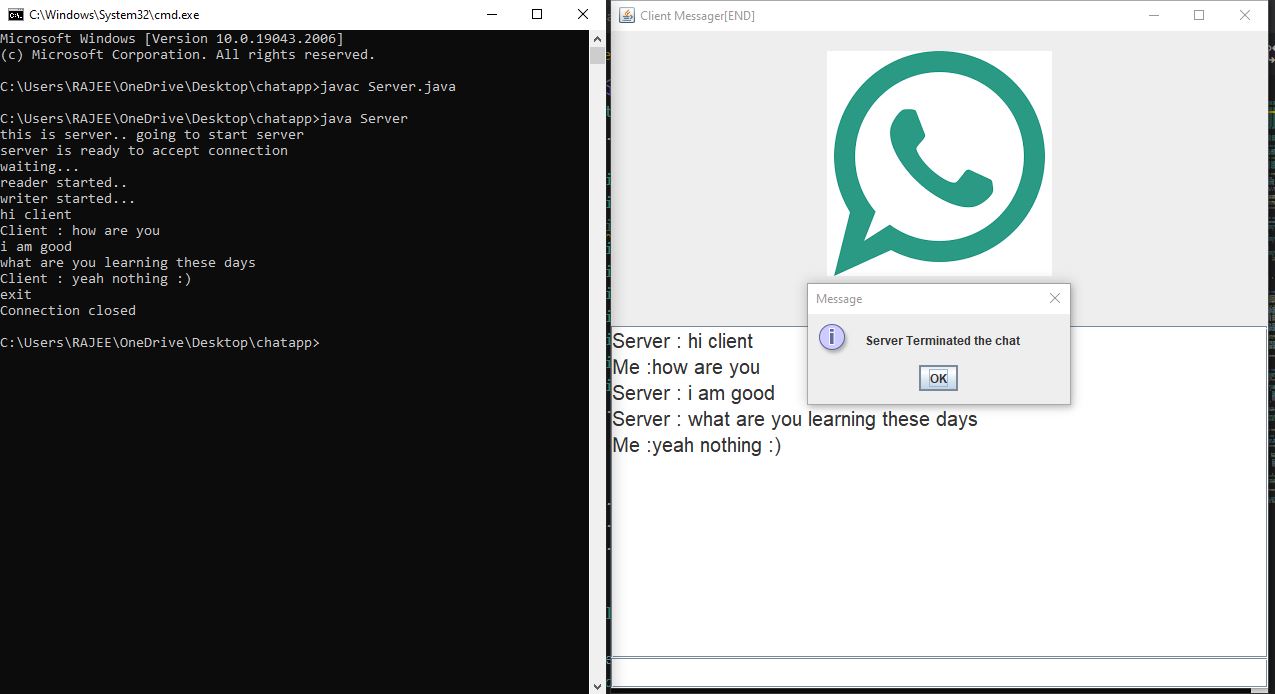 C:\Windows\System32\cmd.exe
Microsoft Windows [Version 10.0.19043.2006]
(c) Microsoft Corporation. All rights reserved.
C:\Users\RAJEE\OneDrive\Desktop\chatapp>javac Server.java
C:\Users\RAJEE\OneDrive\Desktop\chatapp>java Server
this is server.. going to start server
server is ready to accept connection
waiting...
reader started..
writer started...
hi client
Client : how are you
i am good
what are you learning these days
Client : yeah nothing :)
exit
Connection closed
C:\Users\RAJEE\OneDrive\Desktop\chatapp>
Client Messager[END]
Message
Server Terminated the chat
OK
Server : hi client
Me :how are you
Server : i am good
Server : what are you learning these days
Me :yeah nothing :)